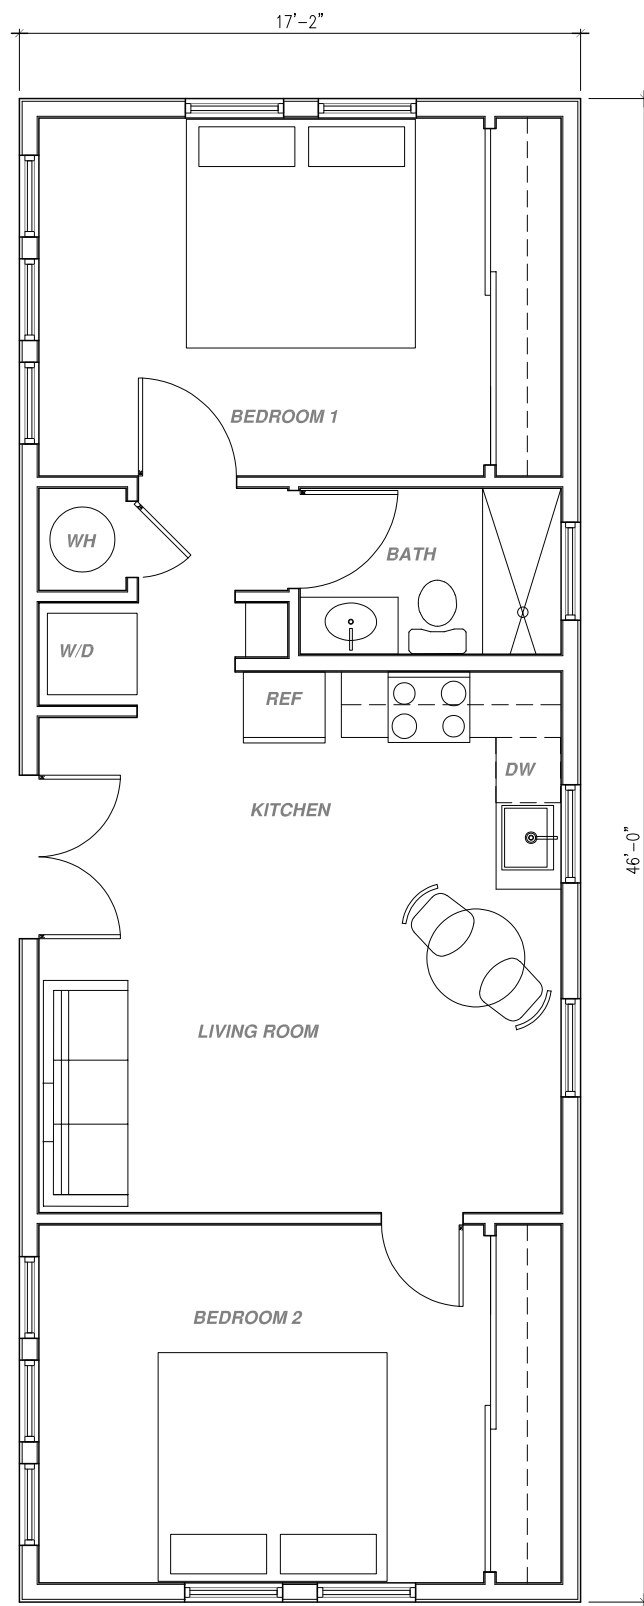 17'-2"
BEDROOM 1
WH
BATH
W/D
REF
DW
KITCHEN
46'-0"
LIVING ROOM
BEDROOM 2